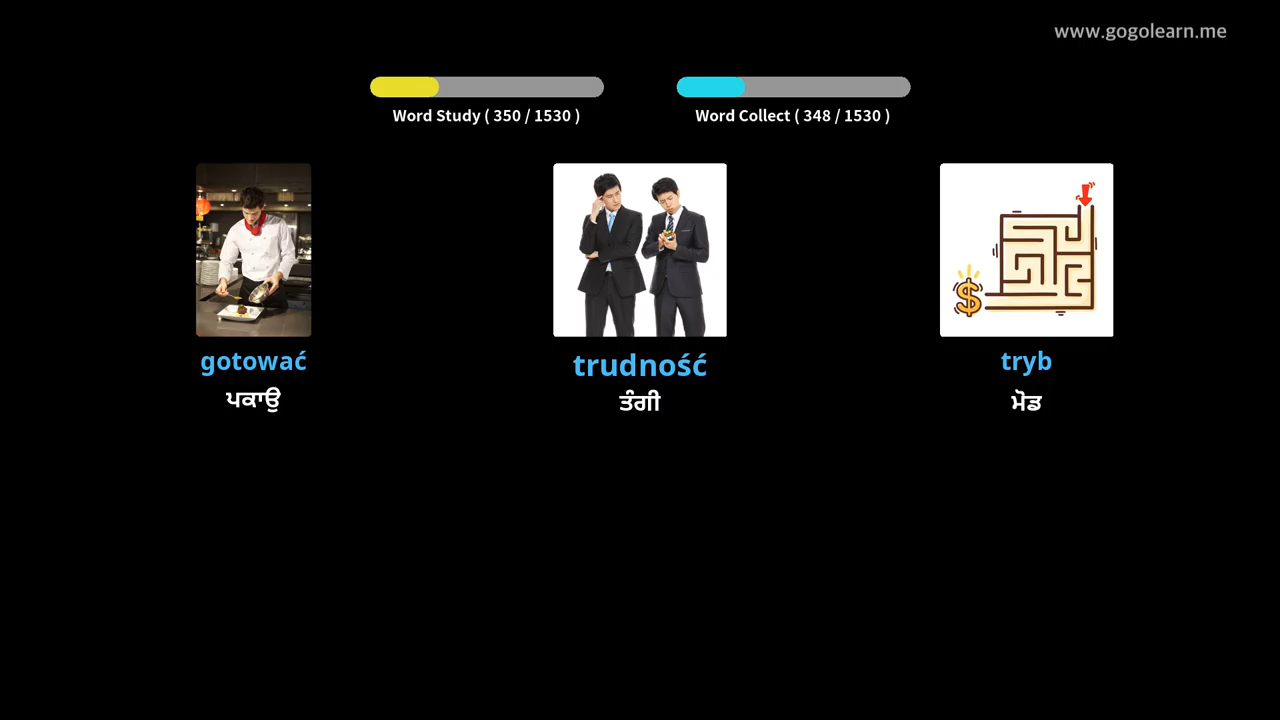 www.gogolearn.me
Word Study ( 350 / 1530 )
Word Collect ( 348 / 1530 )
gotować
trudność
tryb
ਪਕਾਉ
ਤੰਗੀ
ਮੋਡ